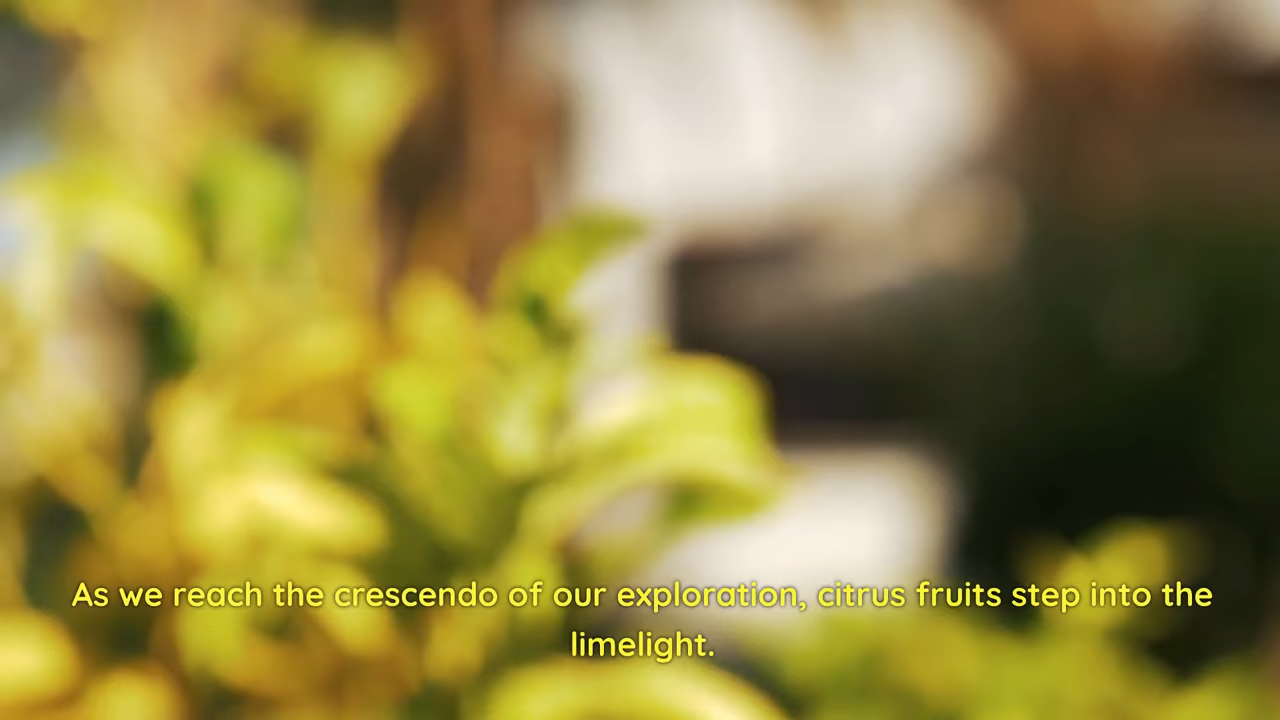 As we reach the crescendo of our exploration, citrus fruits step into the
limelight.